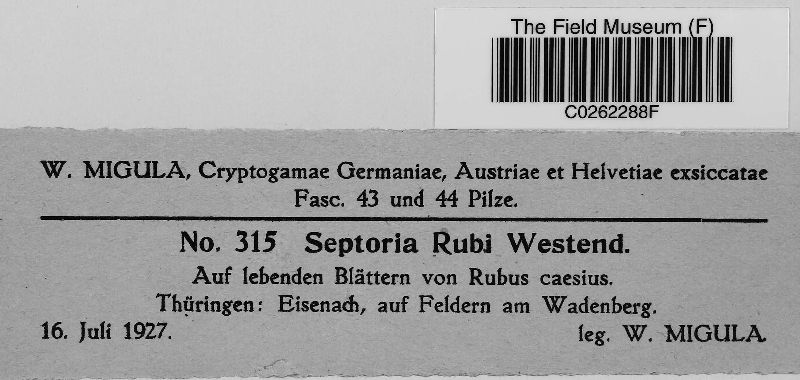 The Field Museum (F)
C0262288F
W. MIGULA, Cryptogamae Germaniae, Austriae et Helvetiae exsiccatae
Fasc. 43 und 44 Pilze.
No. 315 Septoria Rubi Westend.
Auf lebenden Blättern von Rubus caesius.
Thüringen: Eisenach, auf Feldern am Wadenberg.
16. Juli 1927. leg. W. MIGULA.